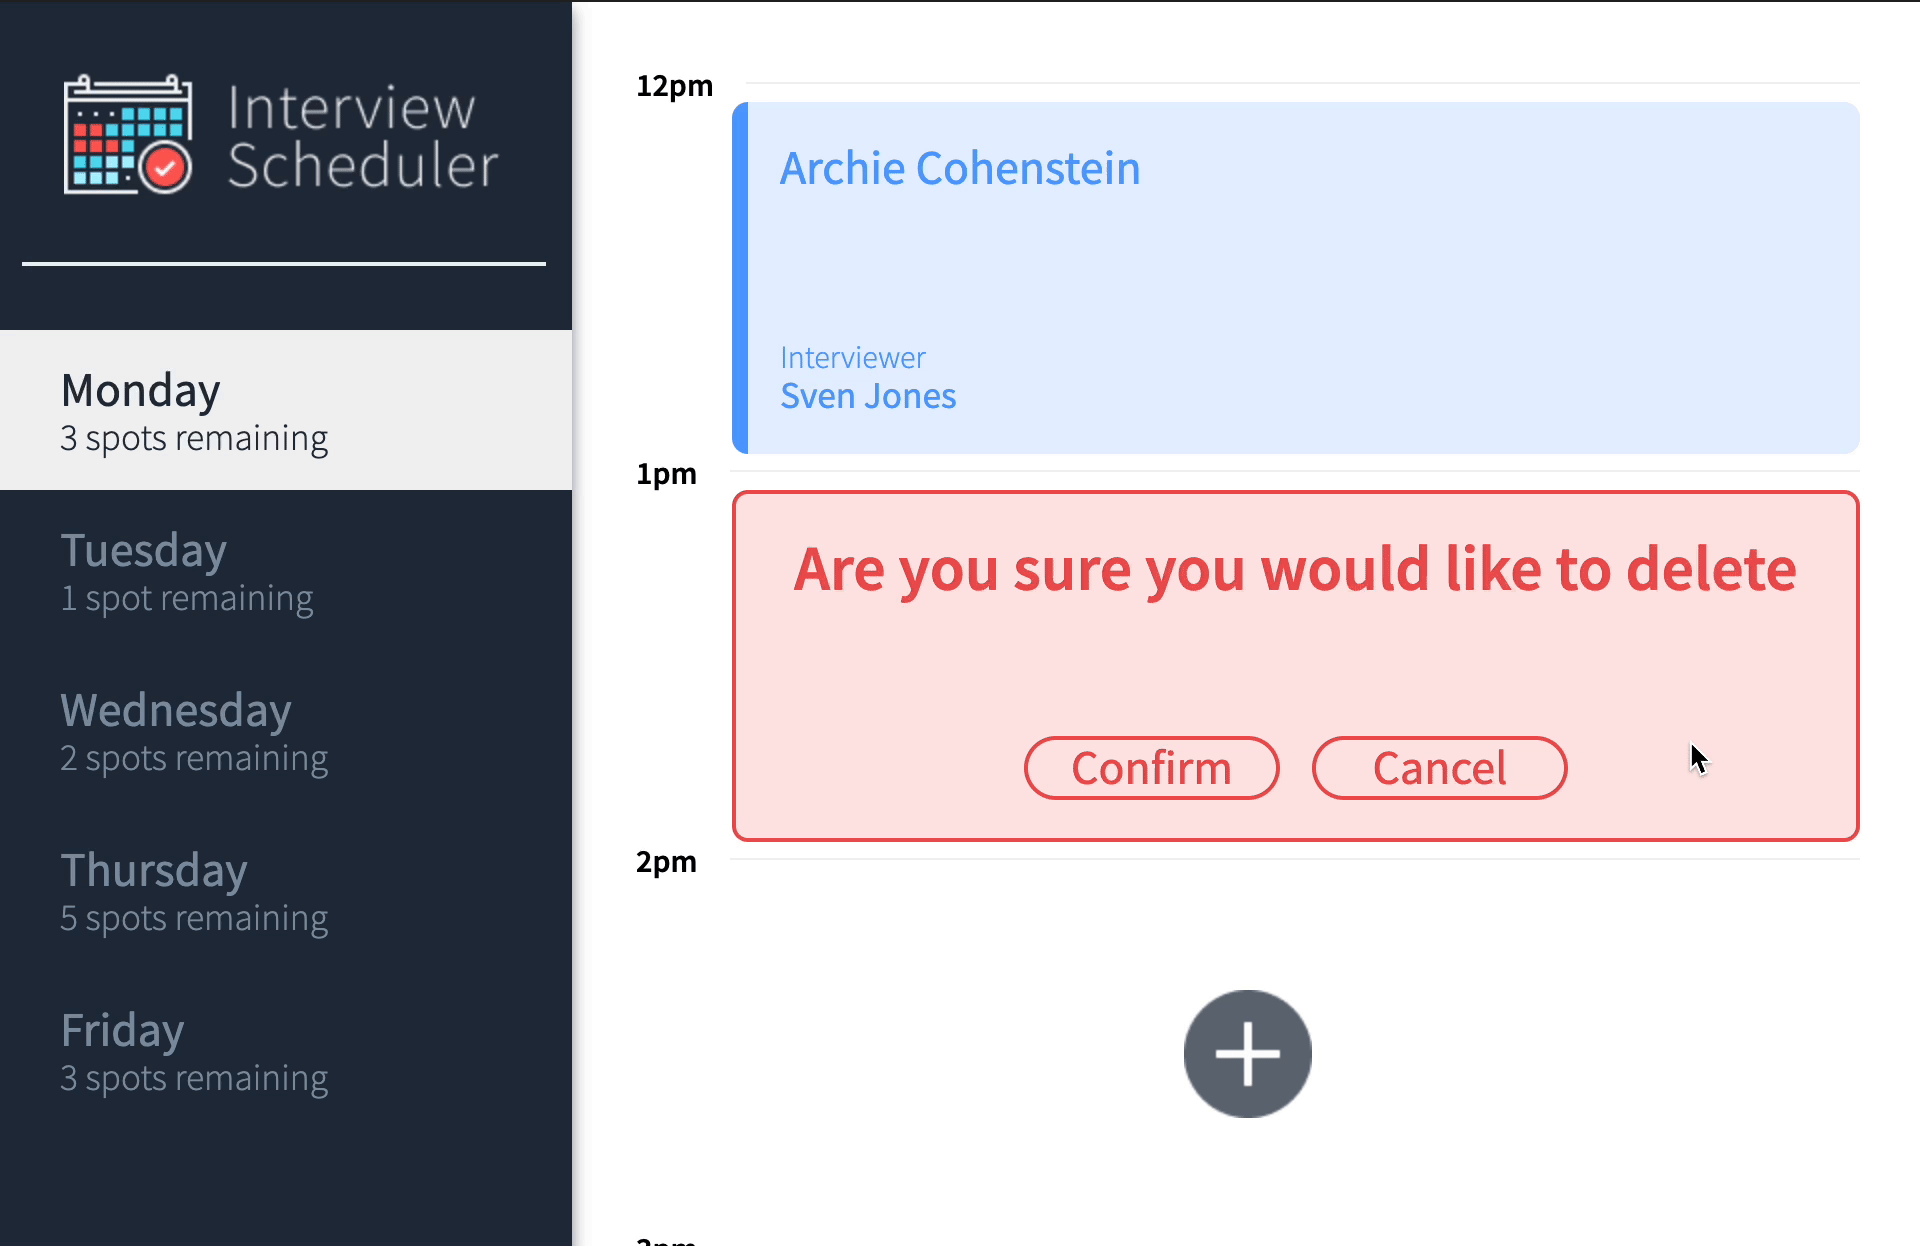 Interview
Scheduler
Monday
3 spots remaining
Tuesday
1 spot remaining
Wednesday
2 spots remaining
Thursday
5 spots remaining
Friday
3 spots remaining
12pm
Archie Cohenstein
Interviewer
Sven Jones
1pm
Are you sure you would like to delete
Confirm
Cancel
2pm